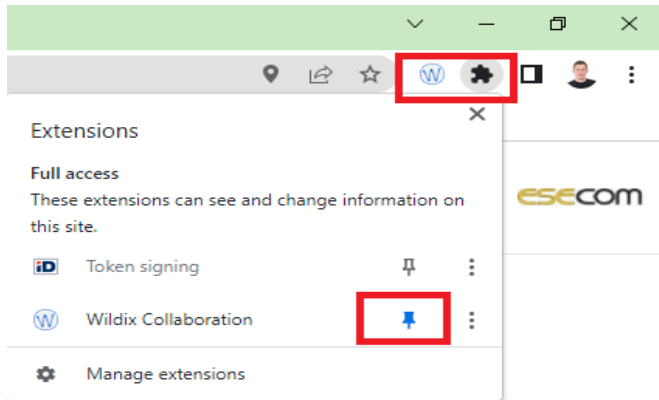 W
Extensions
Full access
These extensions can see and change information on
this site.
esecom
iD Token signing
W Wildix Collaboration
Manage extensions